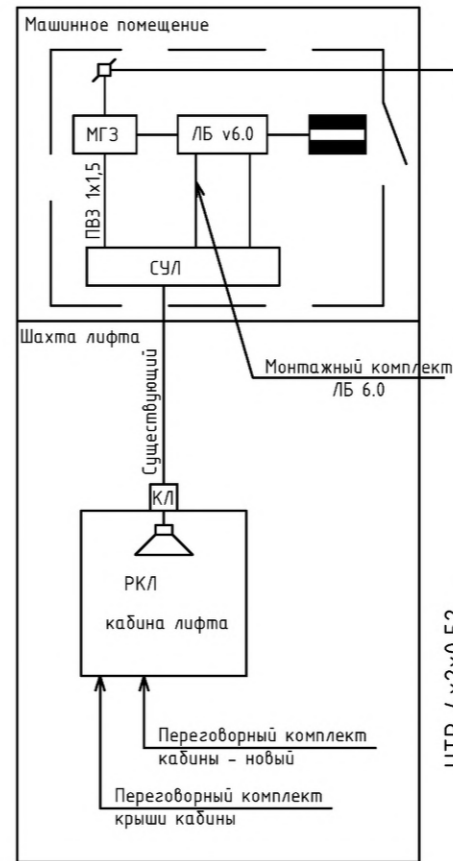 Машинное помещение
МГЗ
ЛБ v6.0
ПВЗ 1х1,5
СУЛ
Шахта лифта
Монтажный комплект
ЛБ 6.0
Существующий
КЛ
РКЛ
кабина лифта
Переговорный комплект
кабины - новый
Переговорный комплект
крыши кабины